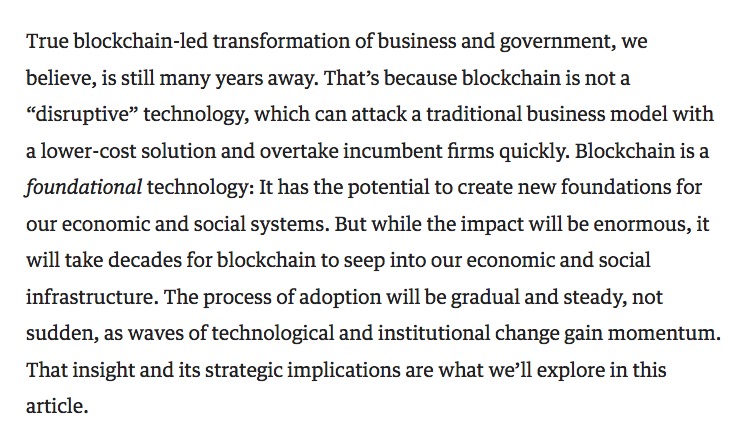 True blockchain-led transformation of business and government, we
believe, is still many years away. That’s because blockchain is not a
“disruptive” technology, which can attack a traditional business model with
a lower-cost solution and overtake incumbent firms quickly. Blockchain is a
foundational technology: It has the potential to create new foundations for
our economic and social systems. But while the impact will be enormous, it
will take decades for blockchain to seep into our economic and social
infrastructure. The process of adoption will be gradual and steady, not
sudden, as waves of technological and institutional change gain momentum.
That insight and its strategic implications are what we’ll explore in this
article.